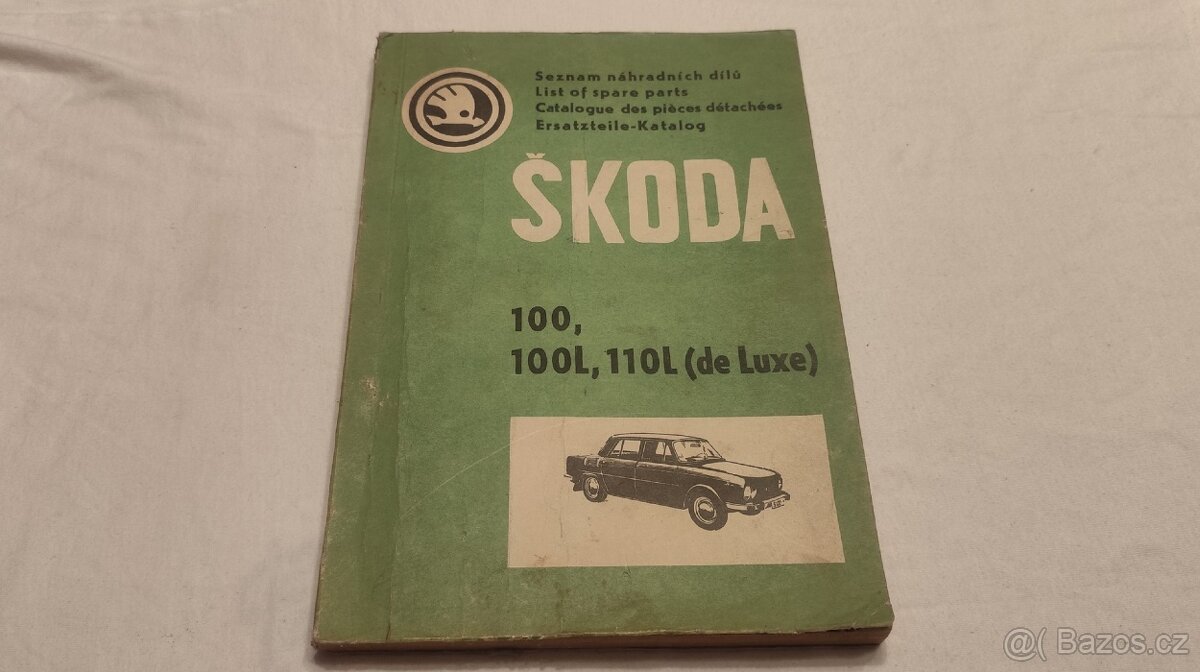 Seznam náhradních dílů
List of spare parts
Catalogue des pièces détachées
Ersatzteile-Katalog
ŠKODA
100,
100L, 110L (de Luxe)
@( Bazos.cz